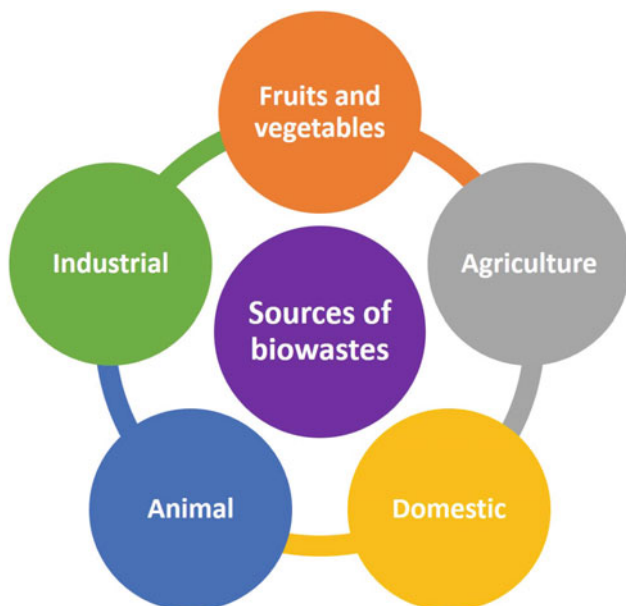 Fruits and
vegetables
Industrial
Agriculture
Sources of
biowastes
Animal
Domestic